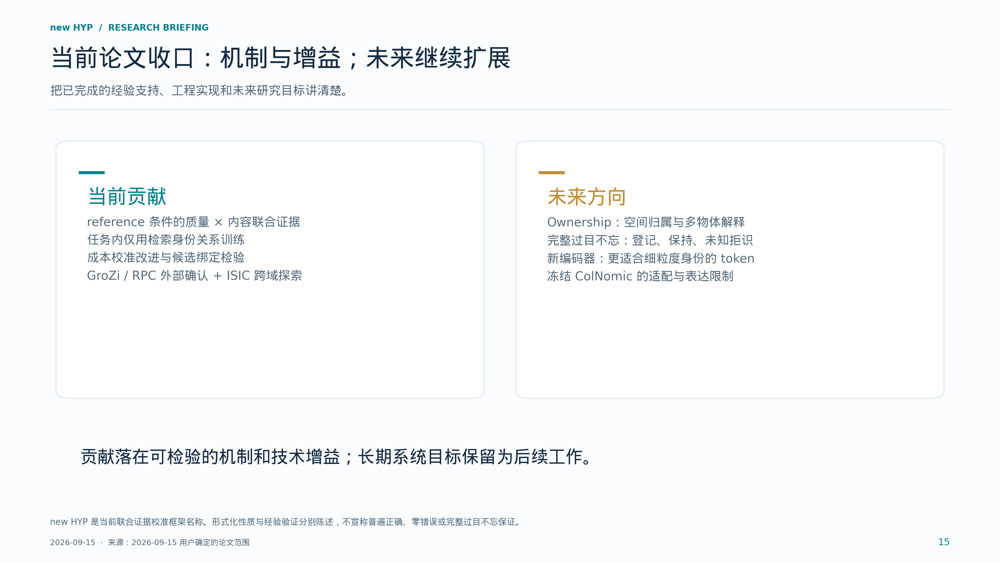 new HYP / RESEARCH BRIEFING
当前论文收口：机制与增益；未来继续扩展
把已完成的经验支持、工程实现和未来研究目标讲清楚。
当前贡献
reference 条件的质量 × 内容联合证据
任务内仅用检索身份关系训练
成本校准改进与候选绑定检验
GroZi / RPC 外部确认 + ISIC 跨域探索
未来方向
Ownership：空间归属与多物体解释
完整过目不忘：登记、保持、未知拒识
新编码器：更适合细粒度身份的 token
冻结 ColNomic 的适配与表达限制
贡献落在可检验的机制和技术增益；长期系统目标保留为后续工作。
new HYP 是当前联合证据校准框架名称。形式化性质与经验验证分别陈述，不宣称普遍正确、零错误或完整过目不忘保证。
2026-09-15 · 来源：2026-09-15 用户确定的论文范围
15